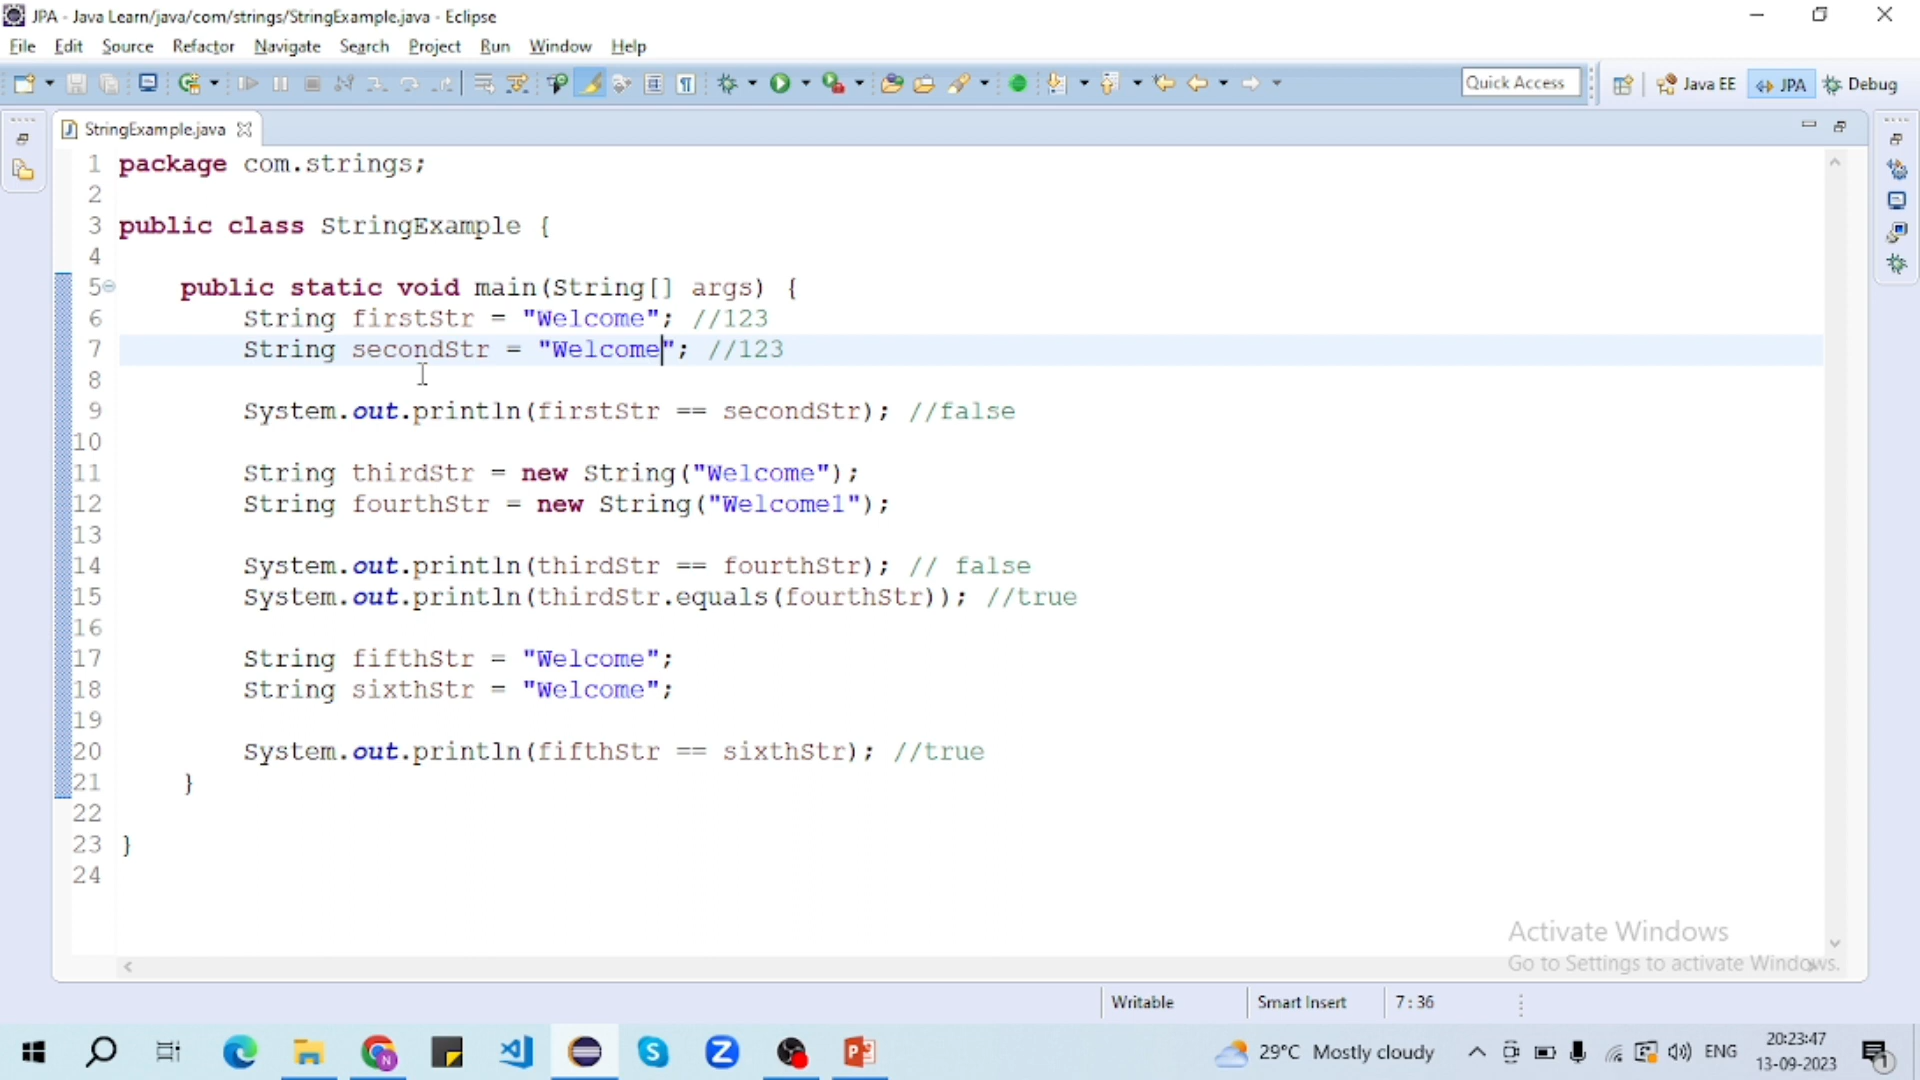 JPA - Java Learn/java/com/strings/StringExample.java - Eclipse
File Edit Source Refactor Navigate Search Project Run Window Help
Quick Access Java EE JPA Debug
StringExample.java
1 package com.strings;
2
3 public class StringExample {
4
5 public static void main(String[] args) {
6 String firstStr = "Welcome"; //123
7 String secondStr = "Welcome"; //123
8
9 System.out.println(firstStr == secondStr); //false
10
11 String thirdStr = new String("Welcome");
12 String fourthStr = new String("Welcome1");
13
14 System.out.println(thirdStr == fourthStr); // false
15 System.out.println(thirdStr.equals(fourthStr)); //true
16
17 String fifthStr = "Welcome";
18 String sixthStr = "Welcome";
19
20 System.out.println(fifthStr == sixthStr); //true
21 }
22
23 }
24
Activate Windows
Go to Settings to activate Windows.
Writable Smart Insert 7 : 36
29°C Mostly cloudy ENG 20:23:47
13-09-2023 1